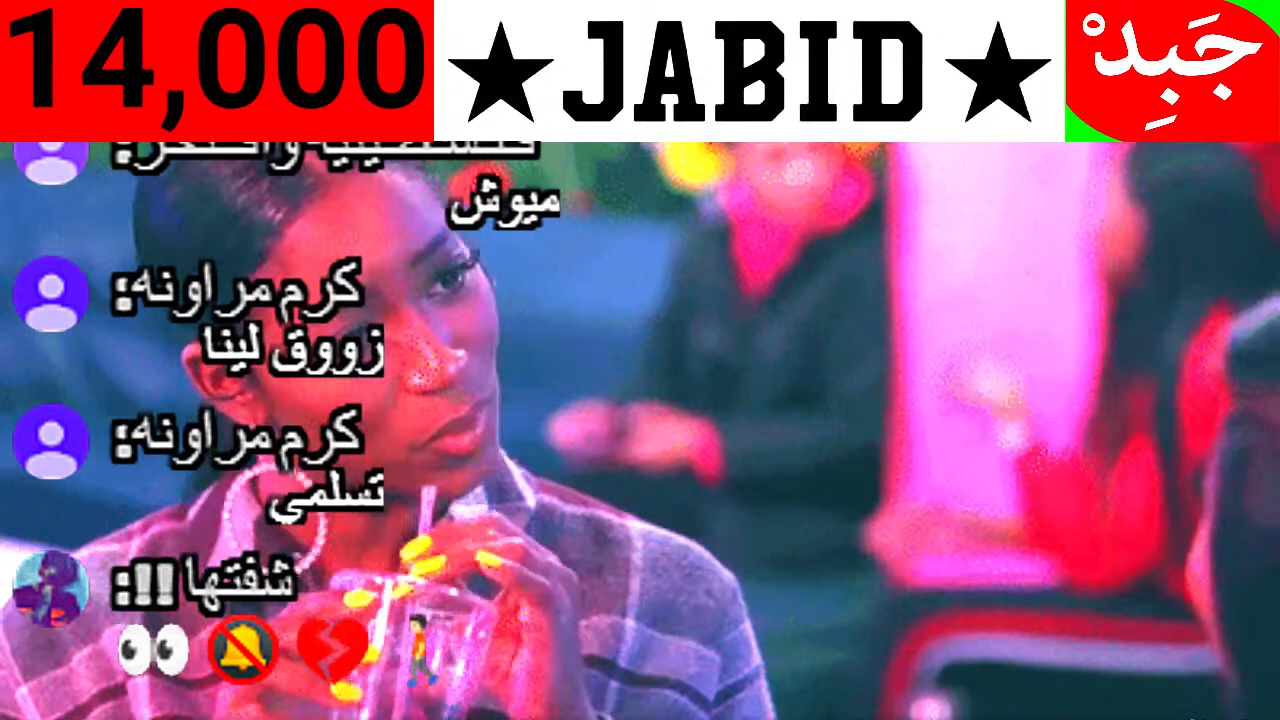 14,000 ★JABID★ جَبِدْ
ميوش
كرم مراونه:
زووق لينا
كرم مراونه:
تسلمي
شفتها !!:
👀 🔕 💔 🚶